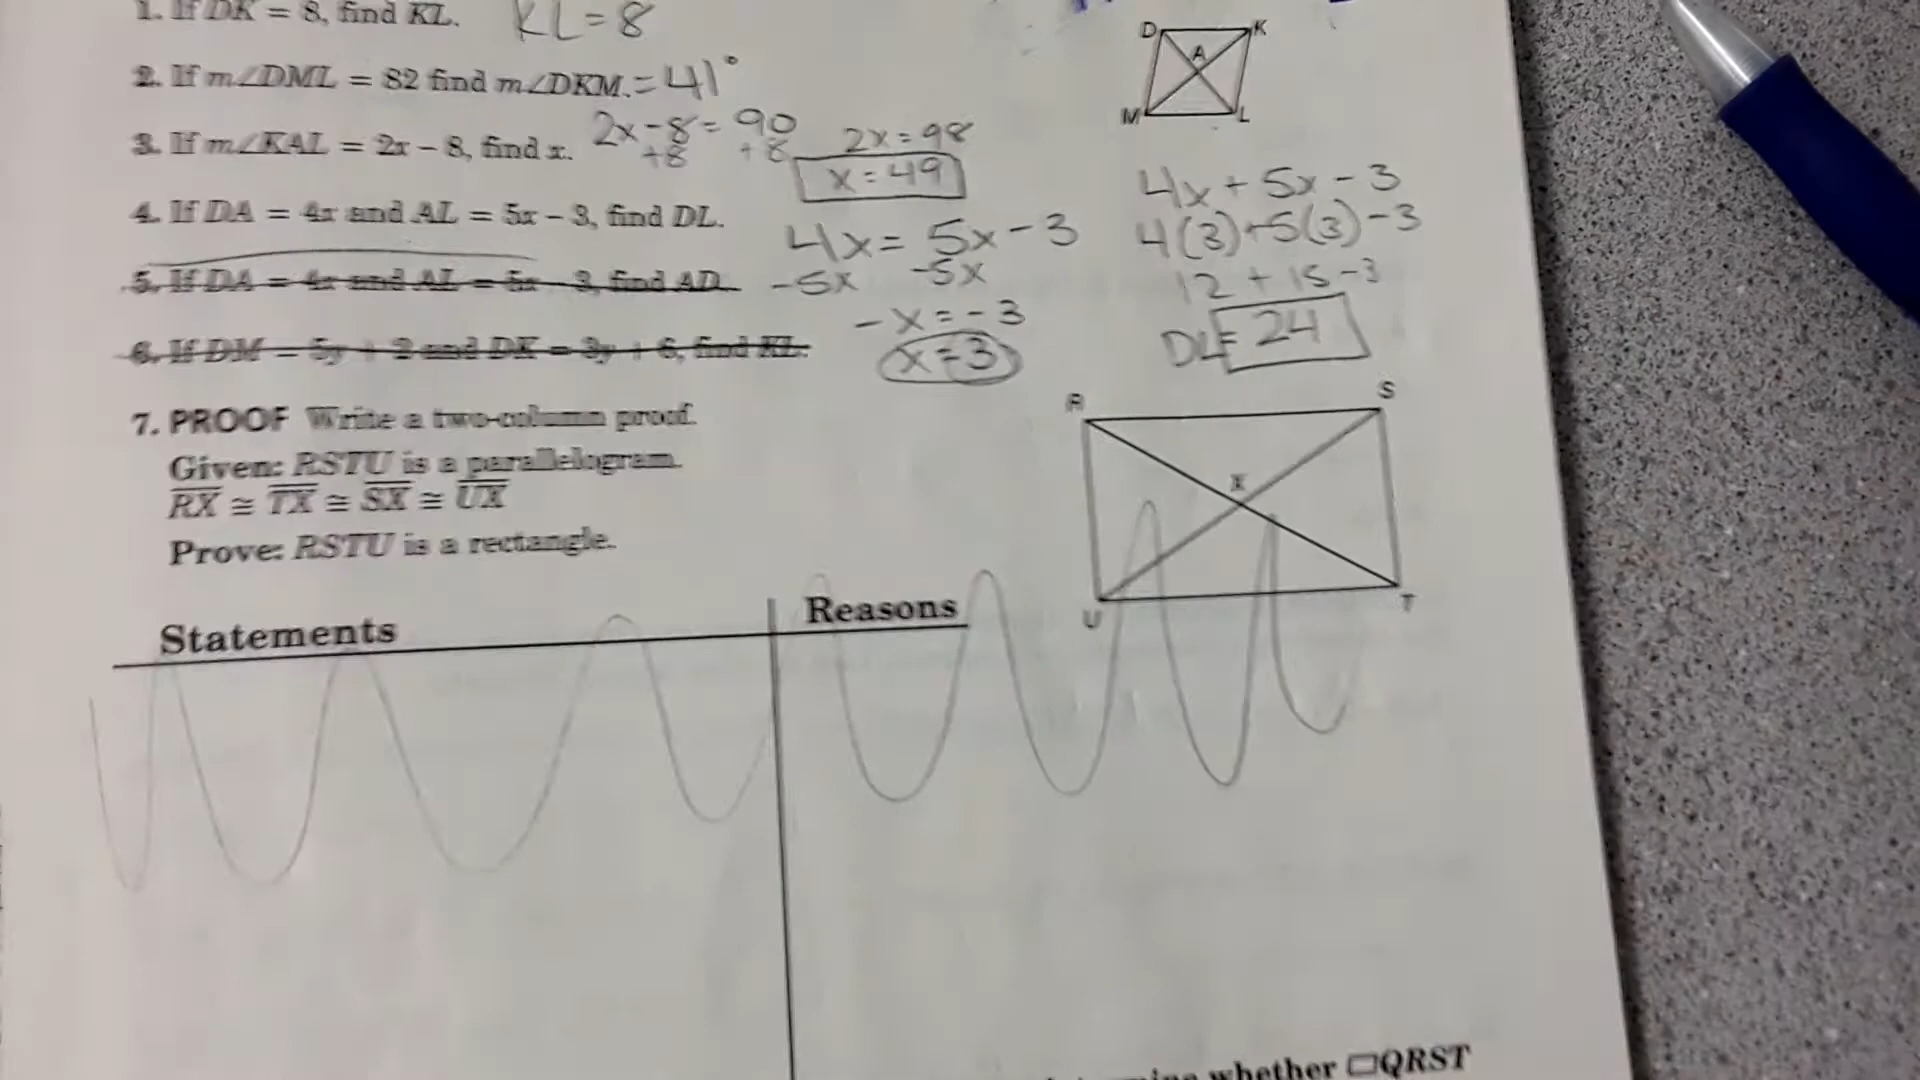 1. If DK = 8, find KL. KL = 8
2. If m∠DML = 82 find m∠DKM. = 41°
3. If m∠KAL = 2x − 8, find x.
2x - 8 = 90
+8 +8
2x = 98
x = 49
4. If DA = 4x and AL = 5x − 3, find DL.
4x = 5x - 3
-5x -5x
-x = -3
x = 3
4x + 5x - 3
4(3)+5(3)-3
12 + 15 - 3
DL = 24
5. If DA = 4x and AL = 5x − 3, find AD.
6. If DM = 5y + 2 and DK = 3y + 6, find KL.
D K
A
M L
7. PROOF Write a two-column proof.
Given: RSTU is a parallelogram.
RX ≅ TX ≅ SX ≅ UX
Prove: RSTU is a rectangle.
R S
X
U T
Statements Reasons
whether ▭QRST